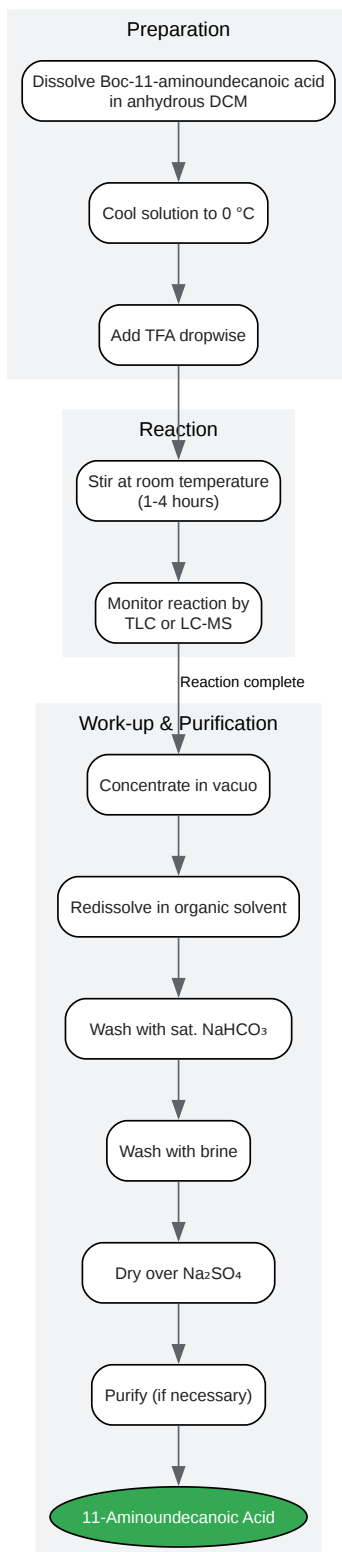 Preparation
Dissolve Boc-11-aminoundecanoic acid
in anhydrous DCM
Cool solution to 0 °C
Add TFA dropwise
Reaction
Stir at room temperature
(1-4 hours)
Monitor reaction by
TLC or LC-MS
Reaction complete
Work-up & Purification
Concentrate in vacuo
Redissolve in organic solvent
Wash with sat. NaHCO₃
Wash with brine
Dry over Na₂SO₄
Purify (if necessary)
11-Aminoundecanoic Acid